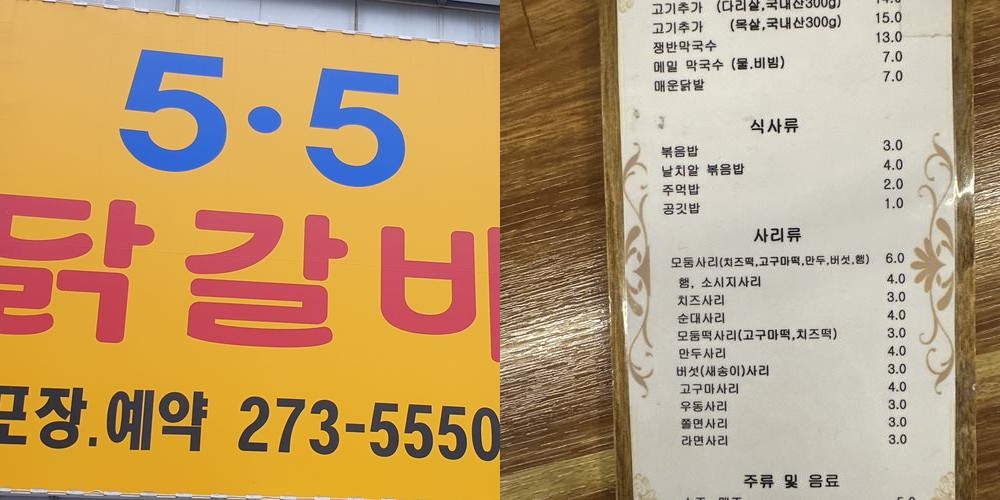 5·5
닭갈비
포장.예약 273-5550
고기추가 (다리살,국내산300g) 14.0
고기추가 (목살,국내산300g) 15.0
쟁반막국수 13.0
메밀 막국수 (물.비빔) 7.0
매운닭발 7.0
식사류
볶음밥 3.0
날치알 볶음밥 4.0
주먹밥 2.0
공깃밥 1.0
사리류
모둠사리(치즈떡,고구마떡,만두,버섯,햄) 6.0
햄, 소시지사리 4.0
치즈사리 3.0
순대사리 4.0
모둠떡사리(고구마떡,치즈떡) 3.0
만두사리 4.0
버섯(새송이)사리 3.0
고구마사리 4.0
우동사리 3.0
쫄면사리 3.0
라면사리 3.0
주류 및 음료